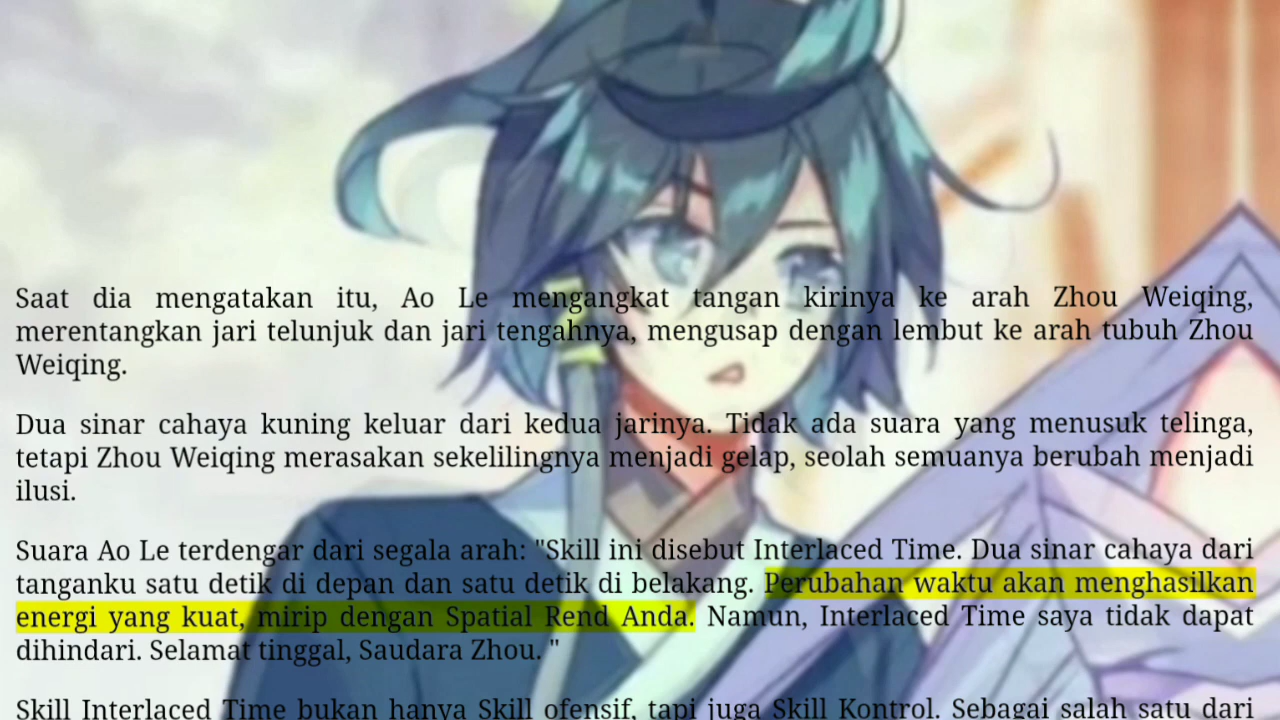 Saat dia mengatakan itu, Ao Le mengangkat tangan kirinya ke arah Zhou Weiqing,
merentangkan jari telunjuk dan jari tengahnya, mengusap dengan lembut ke arah tubuh Zhou
Weiqing.
Dua sinar cahaya kuning keluar dari kedua jarinya. Tidak ada suara yang menusuk telinga,
tetapi Zhou Weiqing merasakan sekelilingnya menjadi gelap, seolah semuanya berubah menjadi
ilusi.
Suara Ao Le terdengar dari segala arah: "Skill ini disebut Interlaced Time. Dua sinar cahaya dari
tanganku satu detik di depan dan satu detik di belakang. Perubahan waktu akan menghasilkan
energi yang kuat, mirip dengan Spatial Rend Anda. Namun, Interlaced Time saya tidak dapat
dihindari. Selamat tinggal, Saudara Zhou. "
Skill Interlaced Time bukan hanya Skill ofensif, tapi juga Skill Kontrol. Sebagai salah satu dari